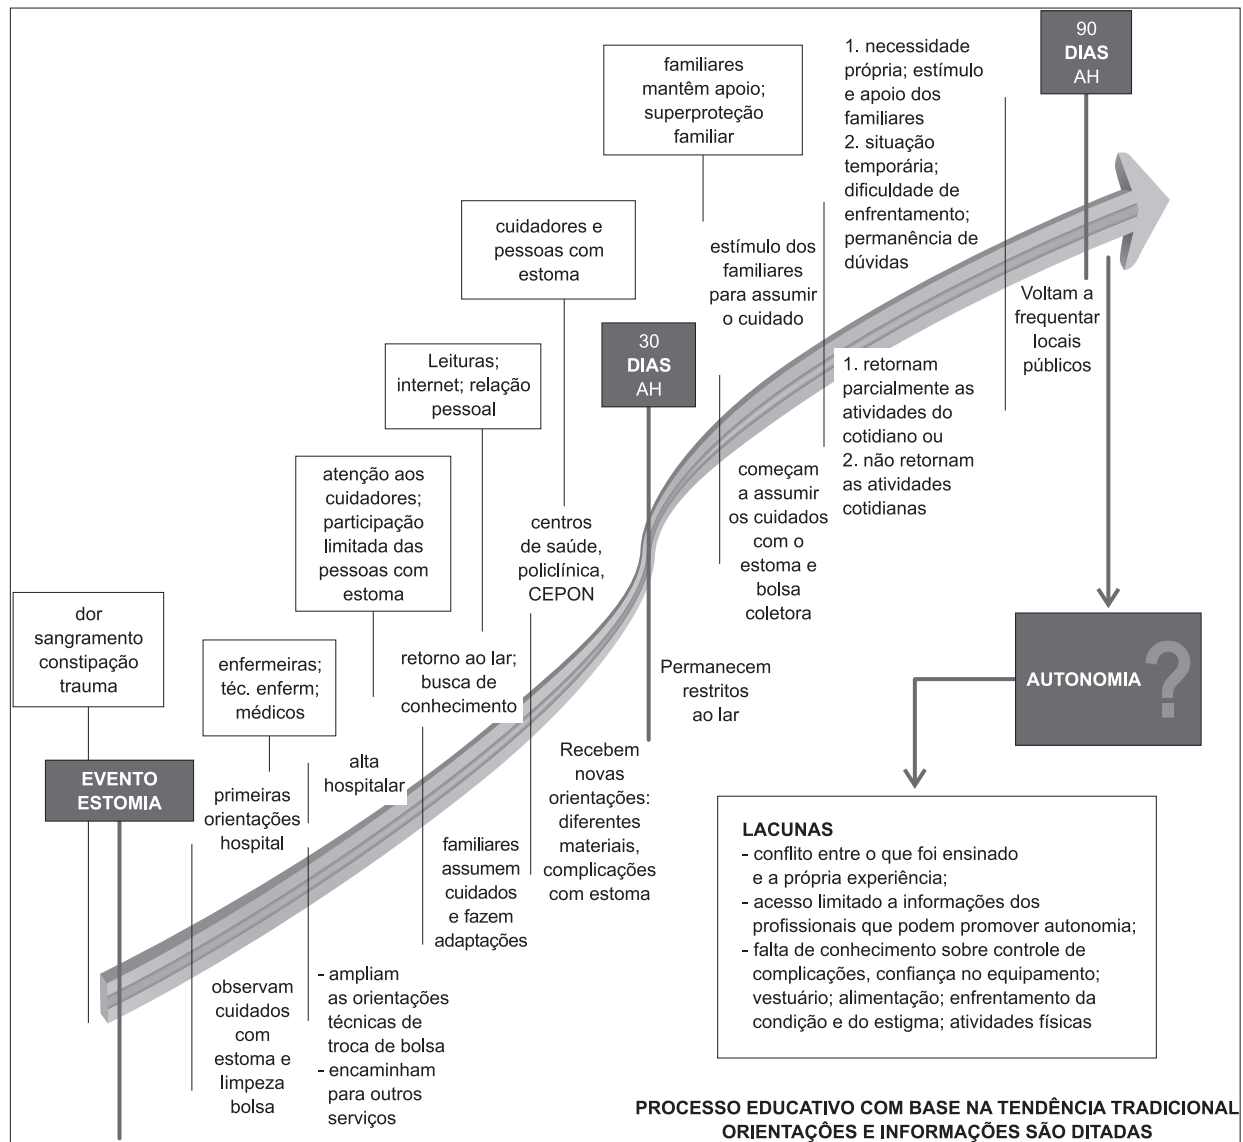 dor
sangramento
constipação
trauma
EVENTO
ESTOMIA
enfermeiras;
téc. enferm;
médicos
primeiras
orientações
hospital
observam
cuidados
com
estoma e
limpeza
bolsa
atenção aos
cuidadores;
participação
limitada das
pessoas com
estoma
alta
hospitalar
- ampliam
as orientações
técnicas de
troca de bolsa
- encaminham
para outros
serviços
Leituras;
internet; relação
pessoal
retorno ao lar;
busca de
conhecimento
familiares
assumem
cuidados
e fazem
adaptações
cuidadores e
pessoas com
estoma
centros
de saúde,
policlínica,
CEPON
Recebem
novas
orientações:
diferentes
materiais,
complicações
com estoma
30
DIAS
AH
Permanecem
restritos
ao lar
familiares
mantêm apoio;
superproteção
familiar
estímulo dos
familiares
para assumir
o cuidado
começam
a assumir
os cuidados
com o
estoma e
bolsa
coletora
1. necessidade
própria; estímulo
e apoio dos
familiares
2. situação
temporária;
dificuldade de
enfrentamento;
permanência de
dúvidas
1. retornam
parcialmente as
atividades do
cotidiano ou
2. não retornam
as atividades
cotidianas
90
DIAS
AH
Voltam a
frequentar
locais
públicos
AUTONOMIA ?
LACUNAS
- conflito entre o que foi ensinado
e a própria experiência;
- acesso limitado a informações dos
profissionais que podem promover autonomia;
- falta de conhecimento sobre controle de
complicações, confiança no equipamento;
vestuário; alimentação; enfrentamento da
condição e do estigma; atividades físicas
PROCESSO EDUCATIVO COM BASE NA TENDÊNCIA TRADICIONAL
ORIENTAÇÕES E INFORMAÇÕES SÃO DITADAS